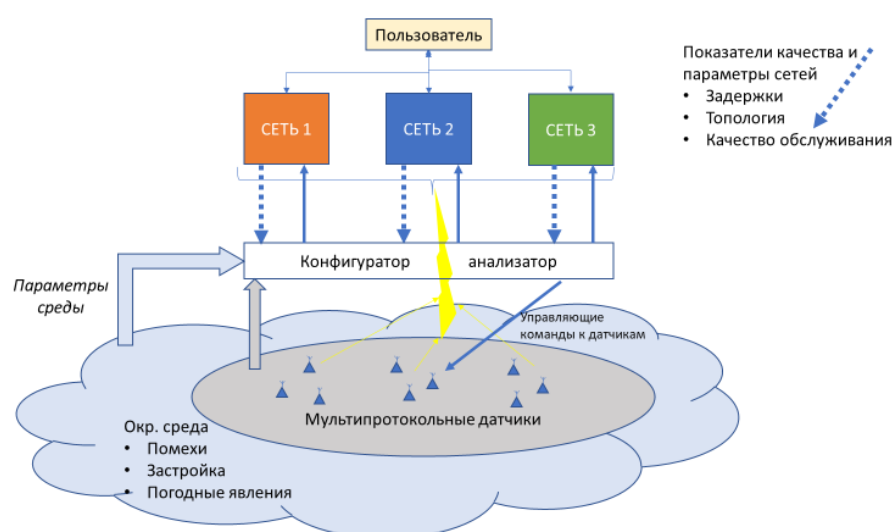 Пользователь
СЕТЬ 1
СЕТЬ 2
СЕТЬ 3
Показатели качества и
параметры сетей
• Задержки
• Топология
• Качество обслуживания
Конфигуратор анализатор
Параметры
среды
Управляющие
команды к датчикам
Мультипротокольные датчики
Окр. среда
• Помехи
• Застройка
• Погодные явления